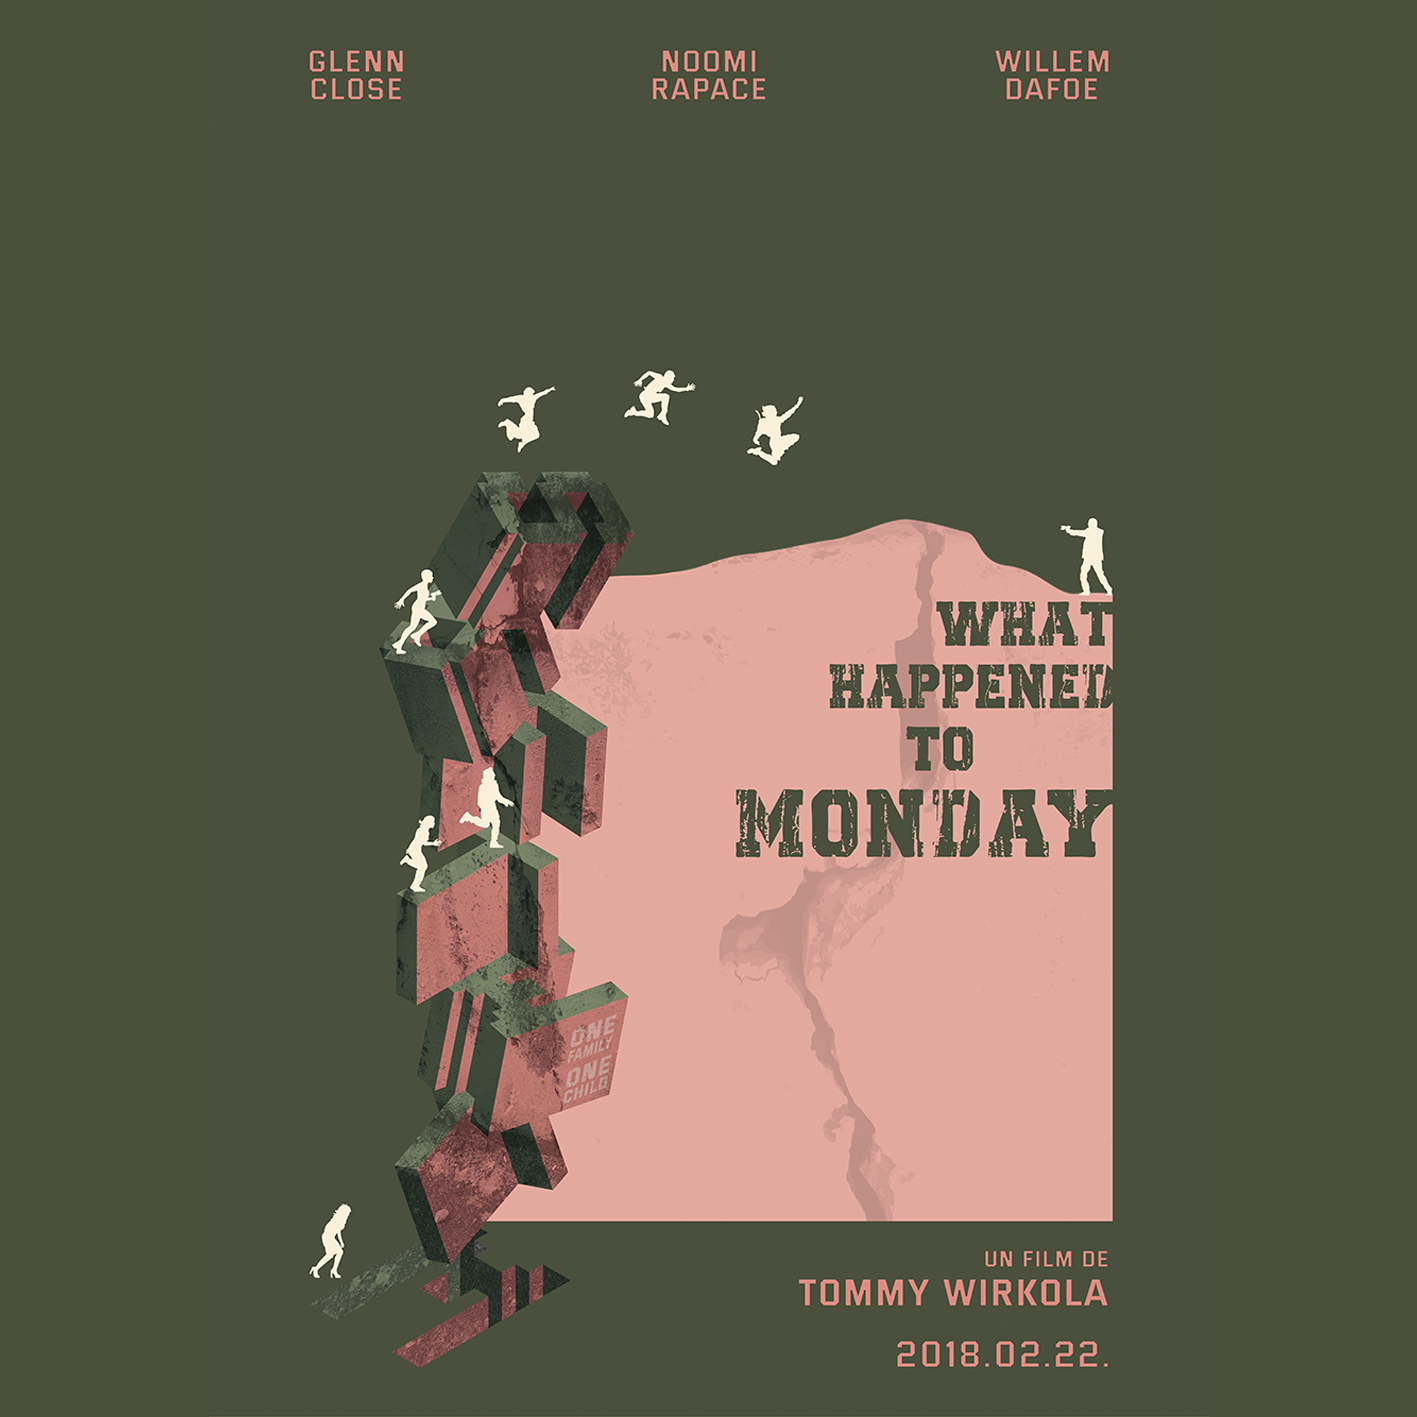 GLENN
CLOSE
NOOMI
RAPACE
WILLEM
DAFOE
WHAT
HAPPENED
TO
MONDAY
ONE
FAMILY
ONE
CHILD
UN FILM DE
TOMMY WIRKOLA
2018.02.22.